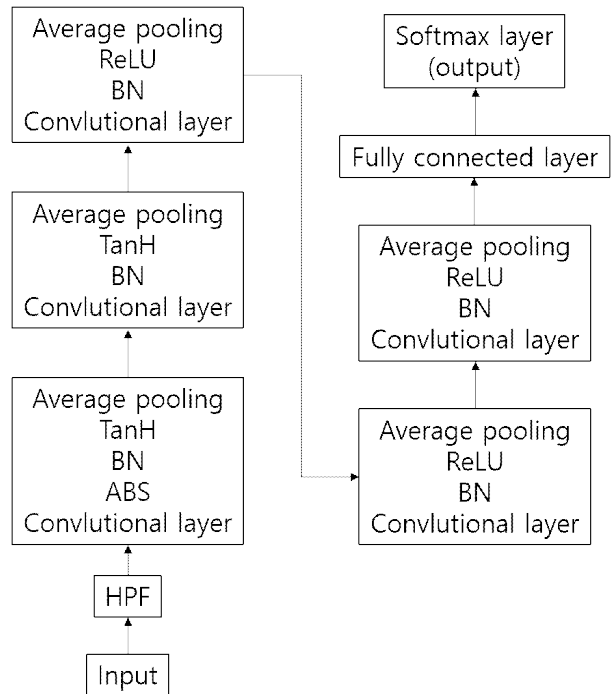 Average pooling
ReLU
BN
Convlutional layer
Average pooling
TanH
BN
Convlutional layer
Average pooling
TanH
BN
ABS
Convlutional layer
HPF
Input
Softmax layer
(output)
Fully connected layer
Average pooling
ReLU
BN
Convlutional layer
Average pooling
ReLU
BN
Convlutional layer